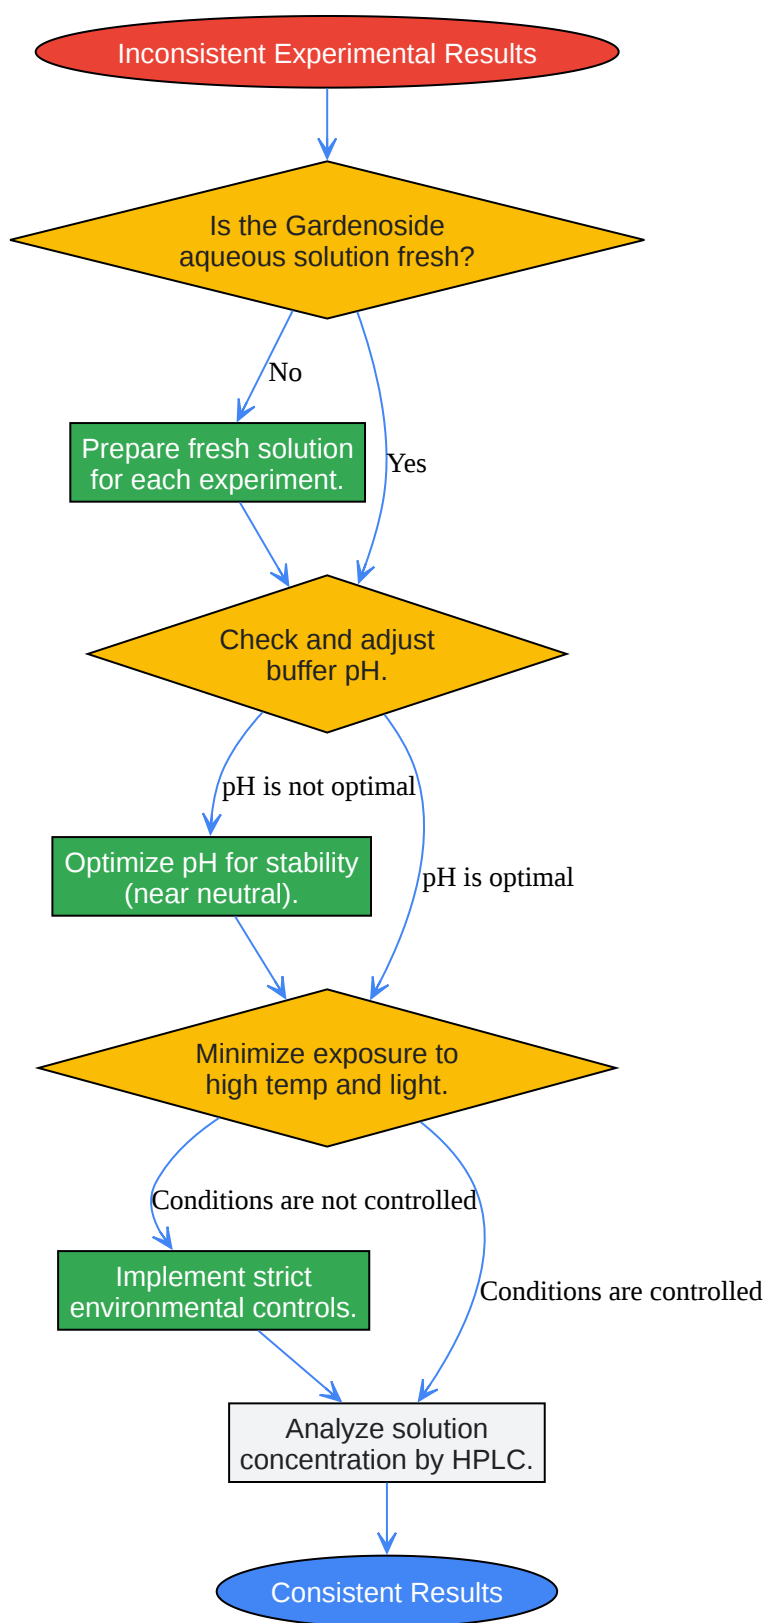 Inconsistent Experimental Results
Is the Gardenoside
aqueous solution fresh?
No
Prepare fresh solution
for each experiment.
Yes
Check and adjust
buffer pH.
pH is not optimal
Optimize pH for stability
(near neutral).
pH is optimal
Minimize exposure to
high temp and light.
Conditions are not controlled
Implement strict
environmental controls.
Conditions are controlled
Analyze solution
concentration by HPLC.
Consistent Results